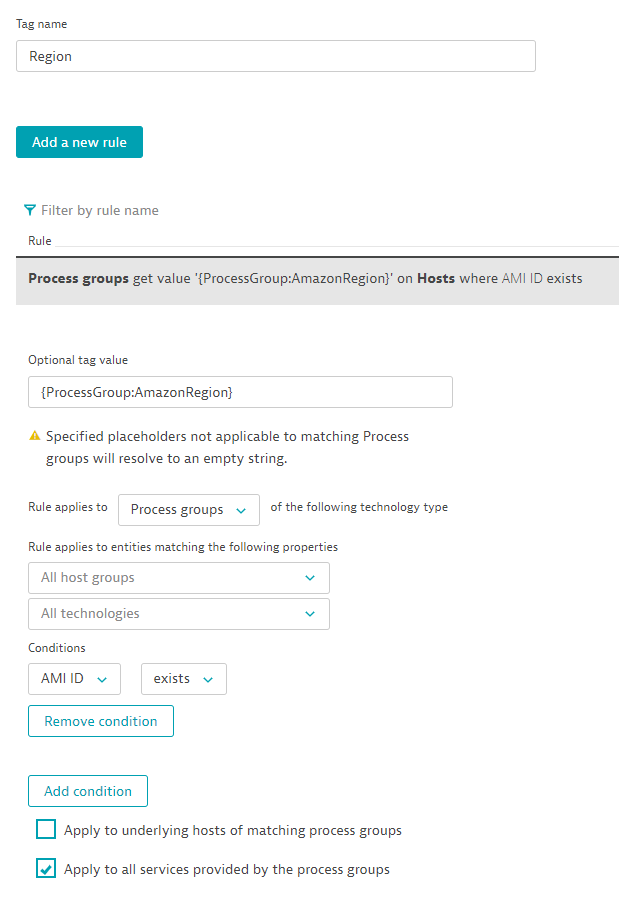 Tag name
Region
Add a new rule
Filter by rule name
Rule
Process groups get value '{ProcessGroup:AmazonRegion}' on Hosts where AMI ID exists
Optional tag value
{ProcessGroup:AmazonRegion}
Specified placeholders not applicable to matching Process
groups will resolve to an empty string.
Rule applies to Process groups of the following technology type
Rule applies to entities matching the following properties
All host groups
All technologies
Conditions
AMI ID exists
Remove condition
Add condition
Apply to underlying hosts of matching process groups
Apply to all services provided by the process groups